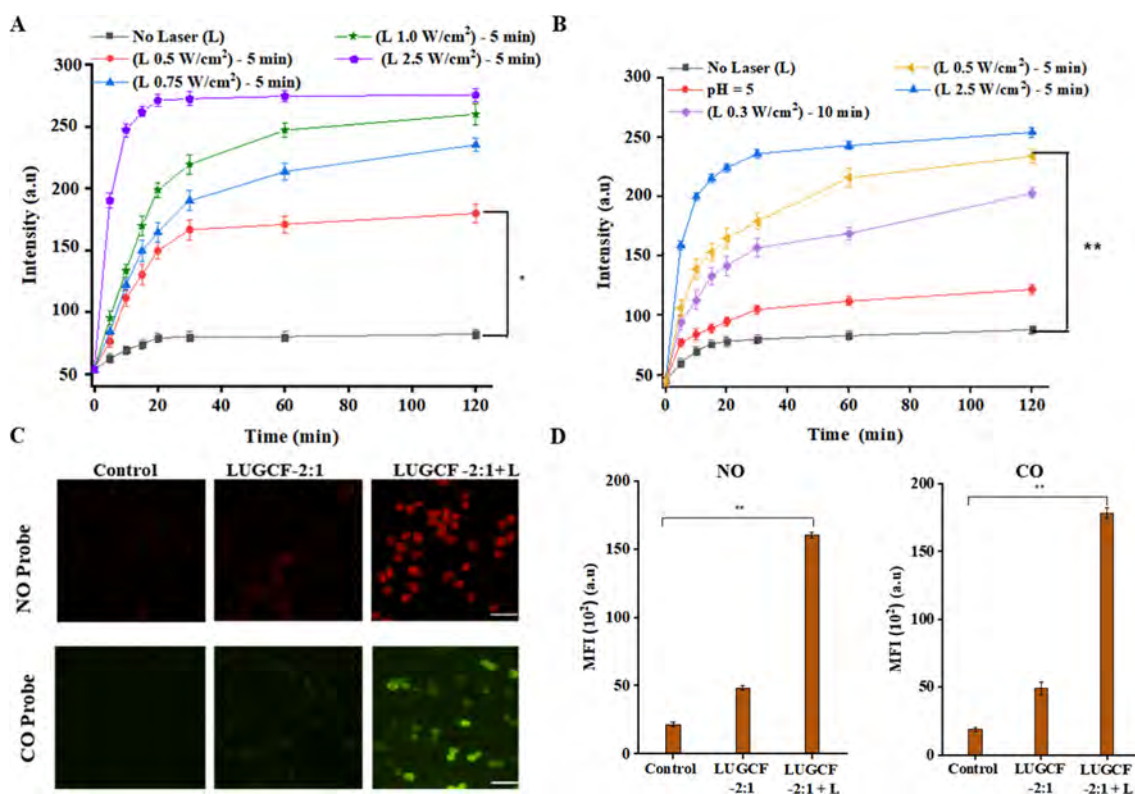 A
No Laser (L)
(L 0.5 W/cm²) - 5 min)
(L 0.75 W/cm²) - 5 min)
(L 1.0 W/cm²) - 5 min)
(L 2.5 W/cm²) - 5 min)
300
250
200
150
100
50
Intensity (a.u)
0 20 40 60 80 100 120
Time (min)
*
B
No Laser (L)
pH = 5
(L 0.3 W/cm²) - 10 min)
(L 0.5 W/cm²) - 5 min)
(L 2.5 W/cm²) - 5 min)
300
250
200
150
100
50
Intensity (a.u)
0 20 40 60 80 100 120
Time (min)
**
C
Control LUGCF-2:1 LUGCF -2:1+ L
NO Probe
CO Probe
D
NO
200
150
100
50
0
MFI (10²) (a.u)
**
Control LUGCF LUGCF
-2:1 -2:1 + L
CO
200
150
100
50
0
MFI (10²) (a.u)
**
Control LUGCF LUGCF
-2:1 -2:1+ L